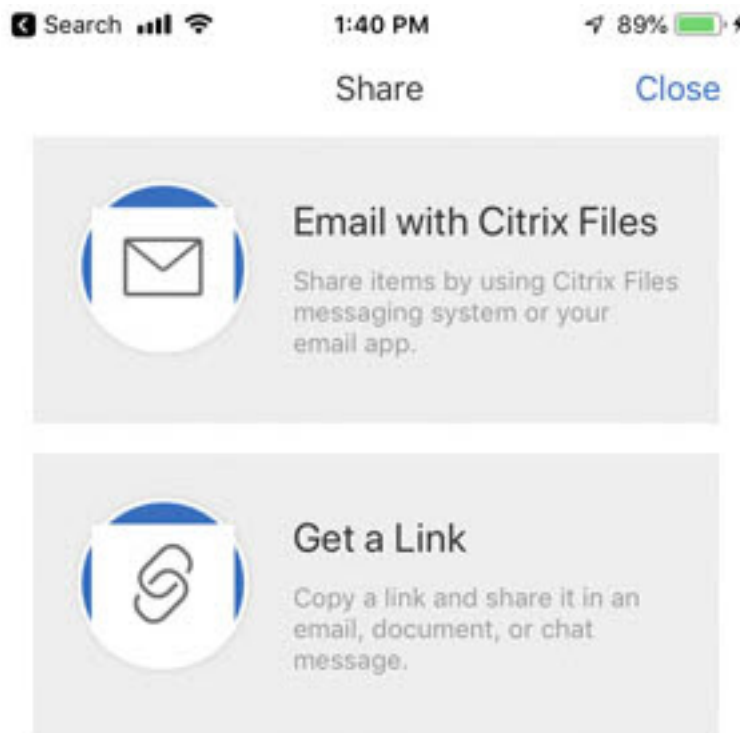 Search 1:40 PM 89%
Share Close
Email with Citrix Files
Share items by using Citrix Files
messaging system or your
email app.
Get a Link
Copy a link and share it in an
email, document, or chat
message.